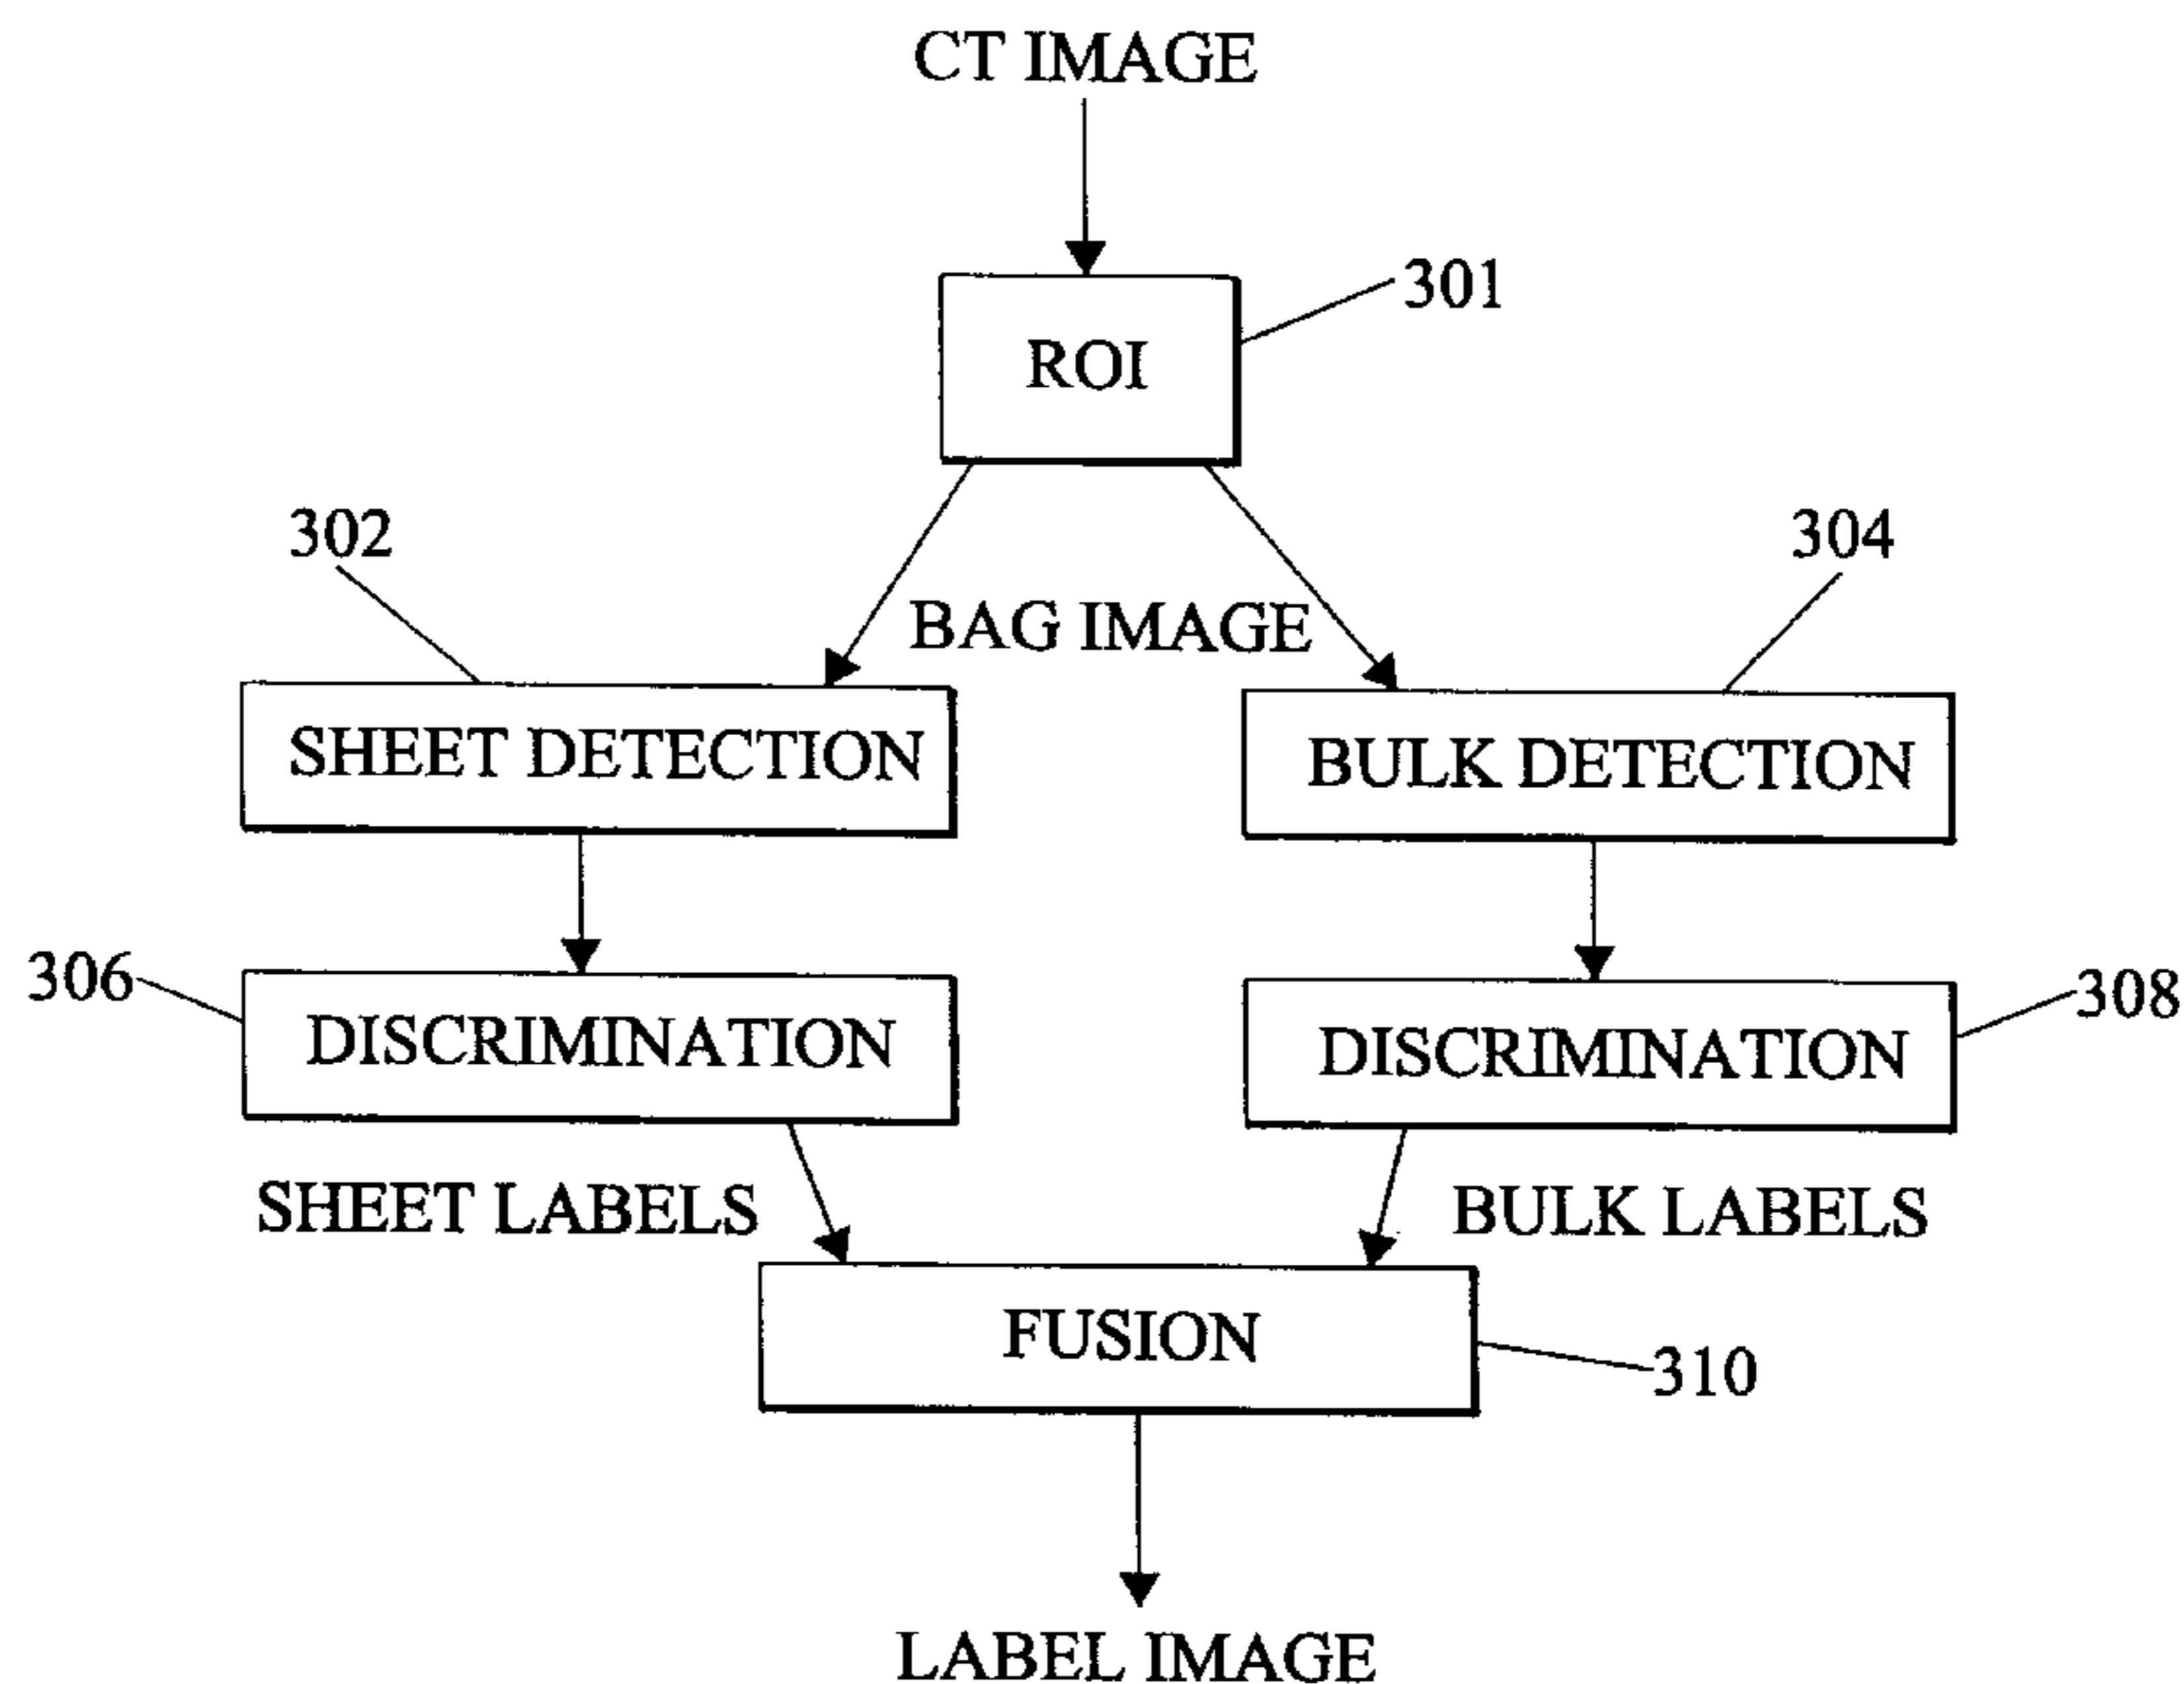 CT IMAGE
301
ROI
302
304
BAG IMAGE
SHEET DETECTION
BULK DETECTION
306
DISCRIMINATION
DISCRIMINATION
308
SHEET LABELS
BULK LABELS
FUSION
310
LABEL IMAGE